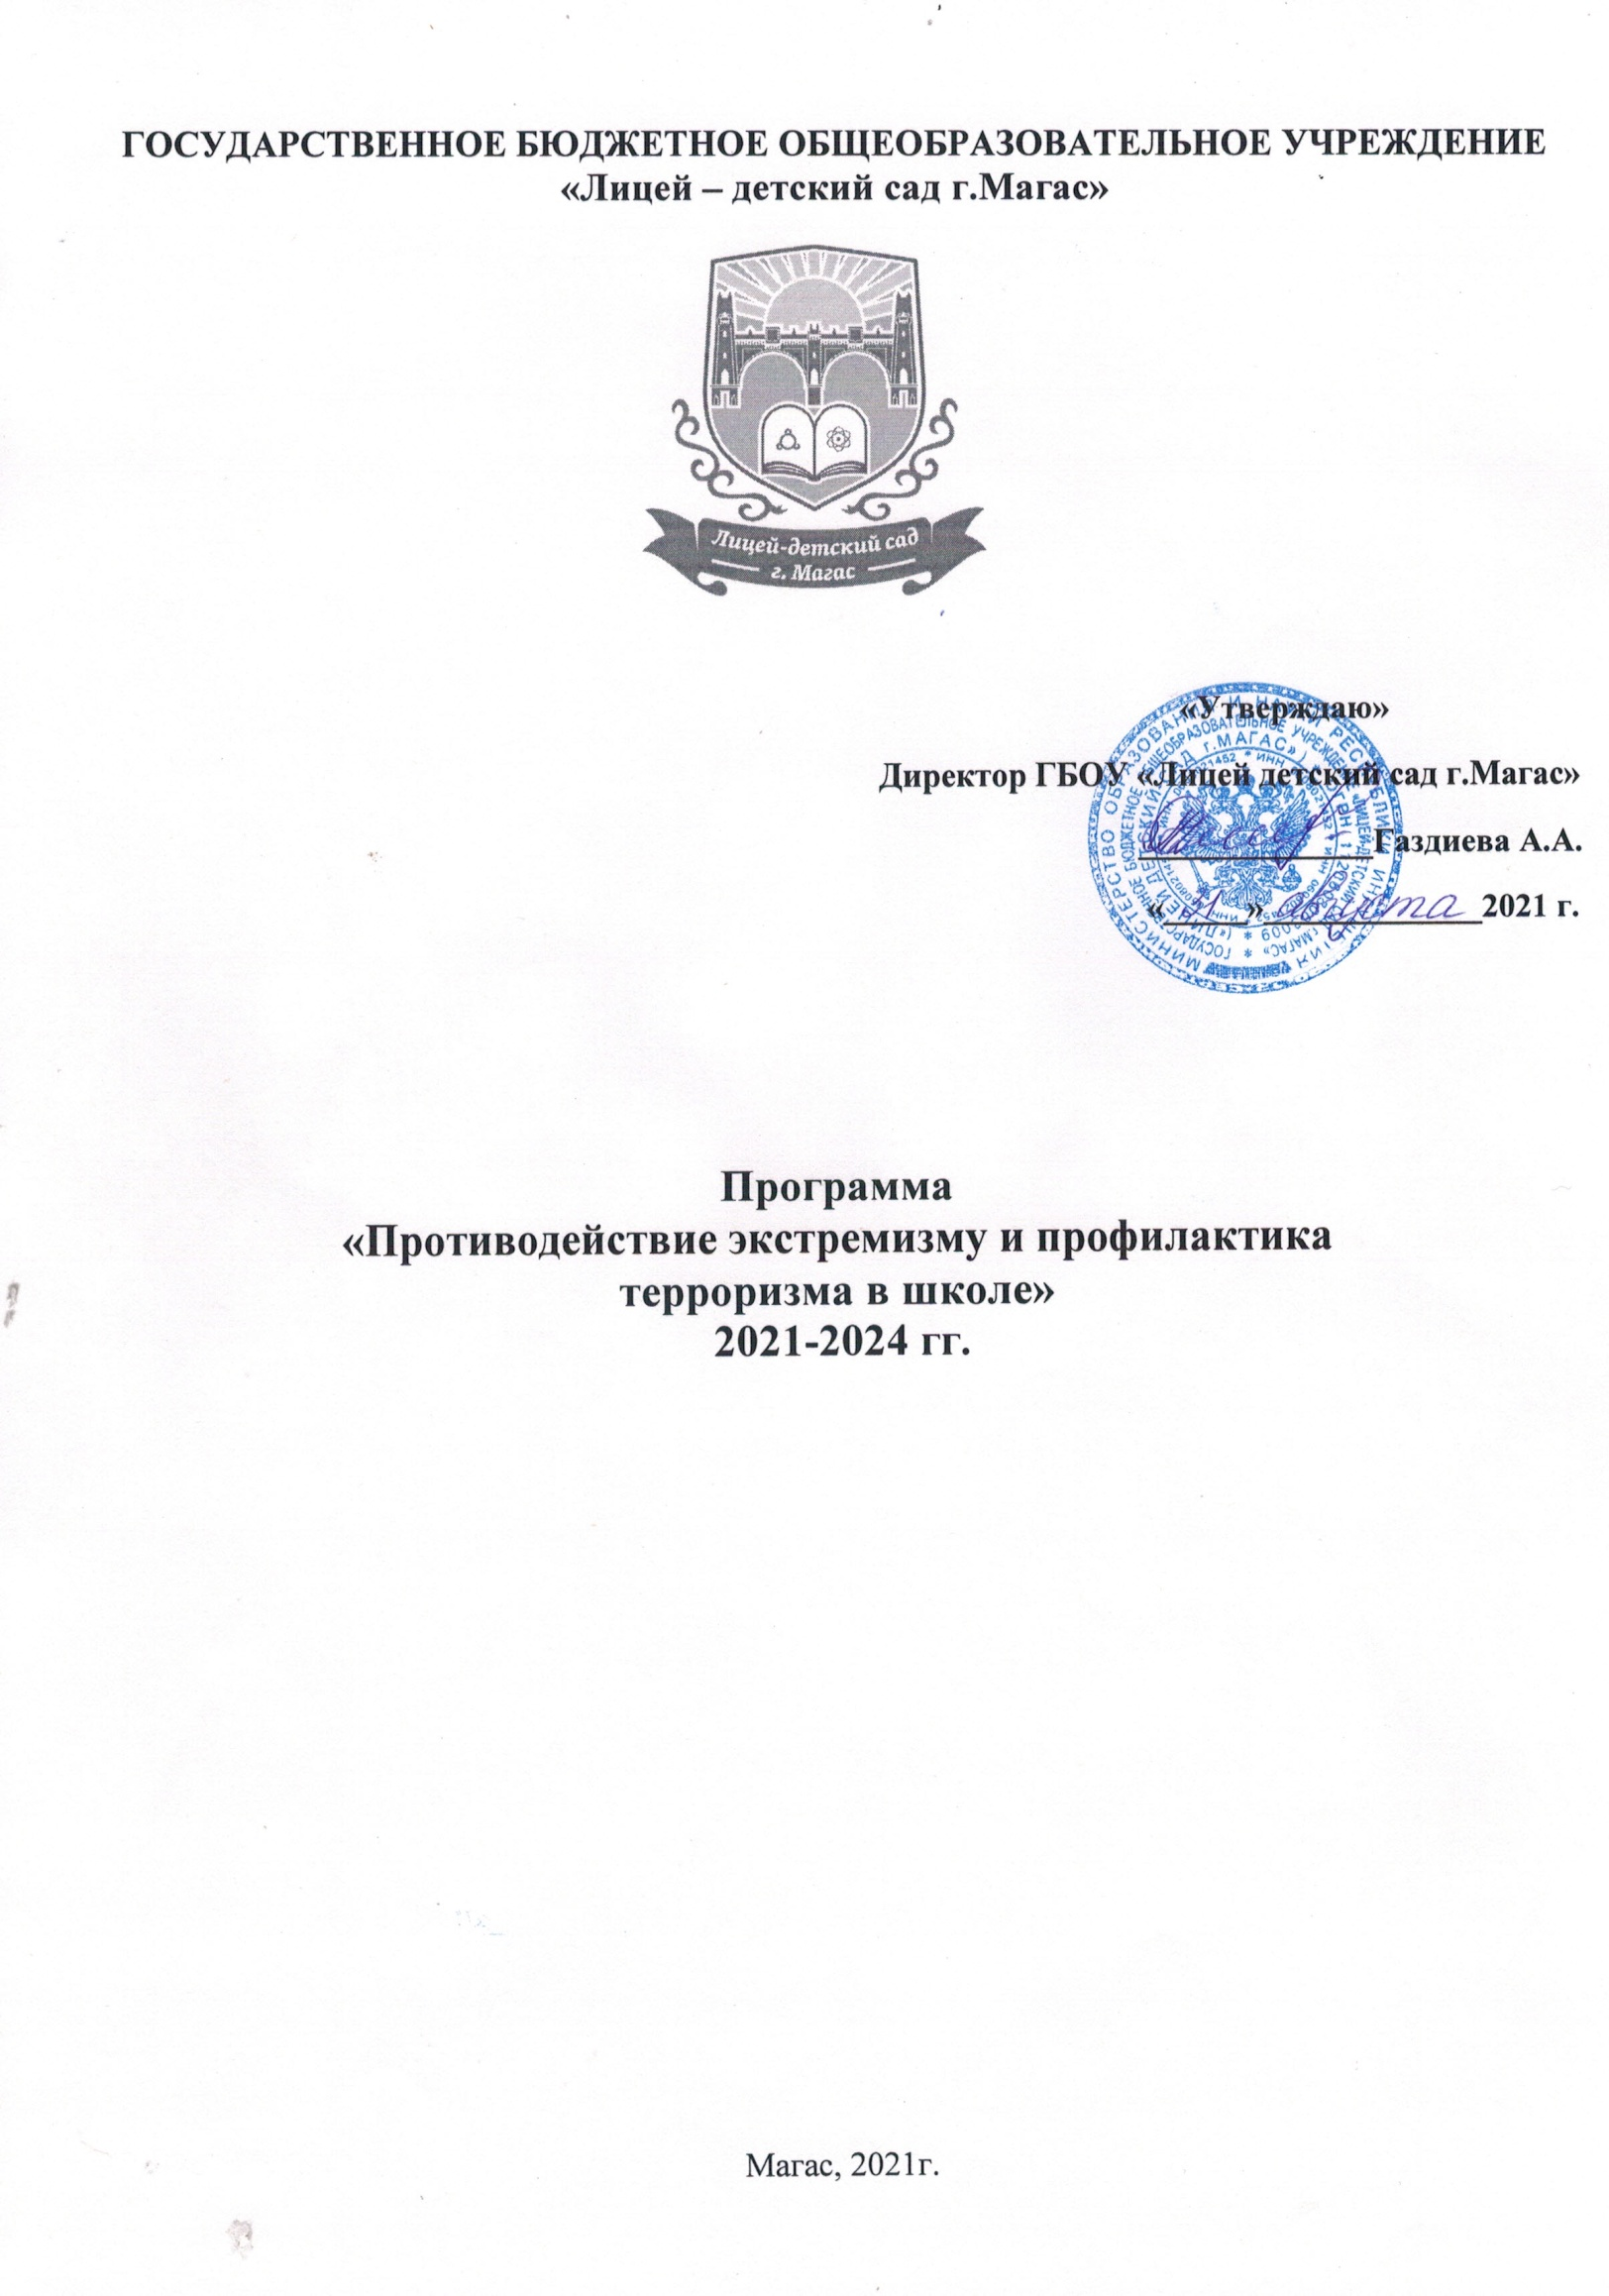 ГОСУДАРСТВЕННОЕ БЮДЖЕТНОЕ ОБЩЕОБРАЗОВАТЕЛЬНОЕ УЧРЕЖДЕНИЕ
«Лицей – детский сад г.Магас»
Лицей-детский сад
г. Магас
«Утверждаю»
Директор ГБОУ «Лицей детский сад г.Магас»
Газдиева А.А.
« » августа 2021 г.
Программа
«Противодействие экстремизму и профилактика
терроризма в школе»
2021-2024 гг.
Магас, 2021г.